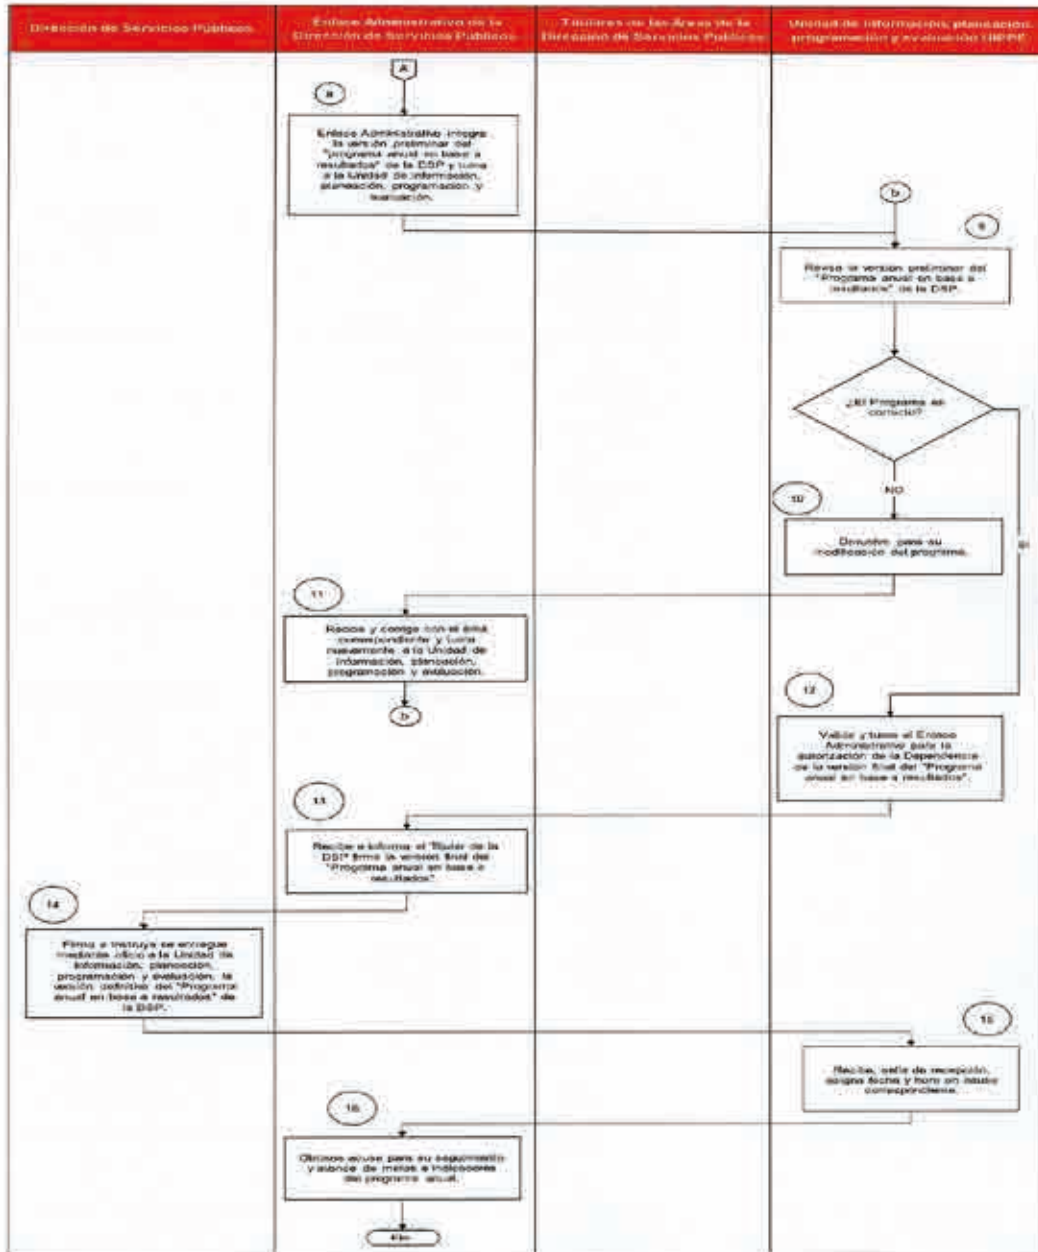 Dirección de Servicios Públicos
Enlace Administrativo de la
Dirección de Servicios Públicos
Titulares de las Áreas de la
Dirección de Servicios Públicos
Unidad de información, planeación,
programación y evaluación UIPPE
A
8
Enlace Administrativo integra
la versión preliminar del
"programa anual en base a
resultados" de la DSP y turna
a la Unidad de información,
planeación, programación y
evaluación.
b
9
Revisa la versión preliminar del
"Programa anual en base a
resultados" de la DSP.
¿El Programa es
correcto?
NO
SI
10
Devuelve para su
modificación del programa.
11
Recibe y corrige con el área
correspondiente y turna
nuevamente a la Unidad de
información, planeación,
programación y evaluación.
b
12
Valida y turna al Enlace
Administrativo para la
autorización de la Dependencia
de la versión final del "Programa
anual en base a resultados".
13
Recibe e informa al Titular de la
DSP firme la versión final del
"Programa anual en base a
resultados"
14
Firma e instruye se entregue
mediante oficio a la Unidad de
información, planeación,
programación y evaluación, la
versión definitiva del "Programa
anual en base a resultados" de
la DSP.
15
Recibe, sella de recepción,
asigna fecha y hora en acuse
correspondiente.
16
Obtiene acuse para su seguimiento
y avance de metas e indicadores
del programa anual.
Fin